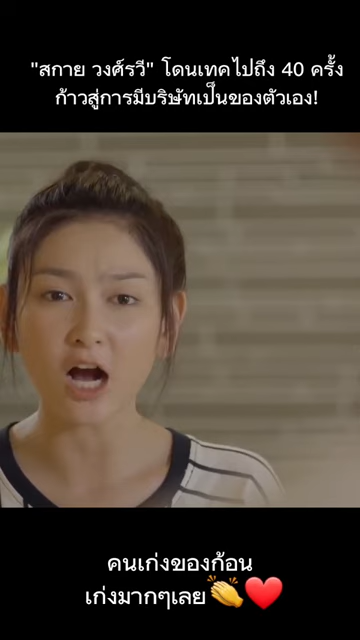 "สกาย วงศ์รวี" โดนเทคไปถึง 40 ครั้ง
ก้าวสู่การมีบริษัทเป็นของตัวเอง!
คนเก่งของก้อน
เก่งมากๆเลย👏❤️